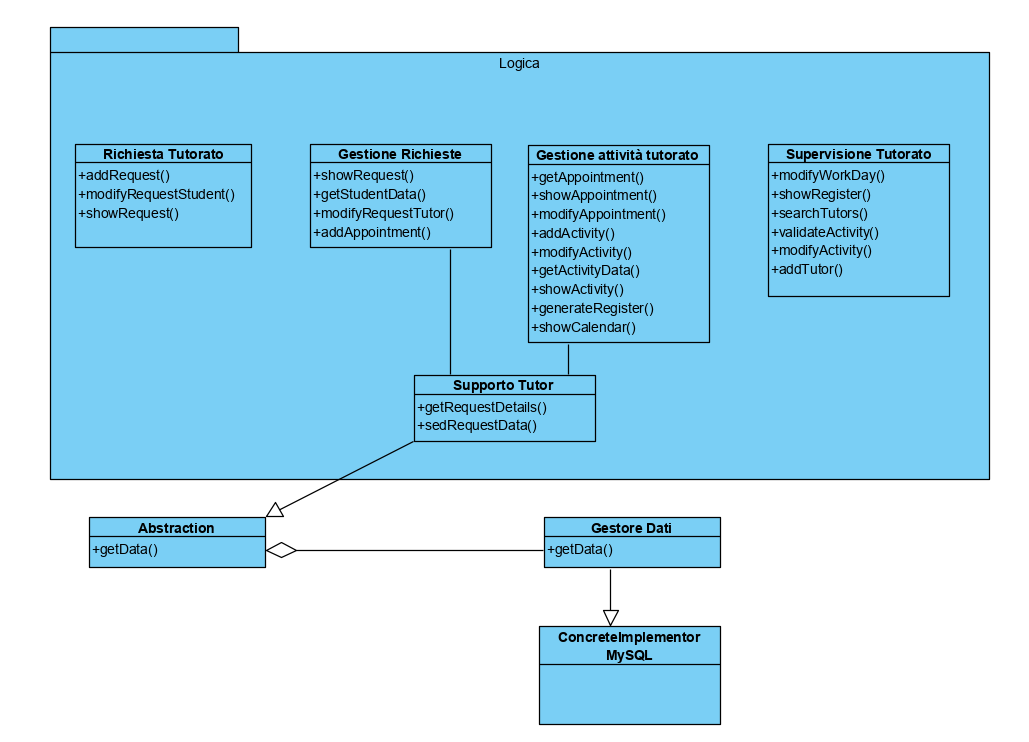 Logica
Richiesta Tutorato
+addRequest()
+modifyRequestStudent()
+showRequest()
Gestione Richieste
+showRequest()
+getStudentData()
+modifyRequestTutor()
+addAppointment()
Gestione attività tutorato
+getAppointment()
+showAppointment()
+modifyAppointment()
+addActivity()
+modifyActivity()
+getActivityData()
+showActivity()
+generateRegister()
+showCalendar()
Supervisione Tutorato
+modifyWorkDay()
+showRegister()
+searchTutors()
+validateActivity()
+modifyActivity()
+addTutor()
Supporto Tutor
+getRequestDetails()
+sedRequestData()
Abstraction
+getData()
Gestore Dati
+getData()
ConcreteImplementor
MySQL